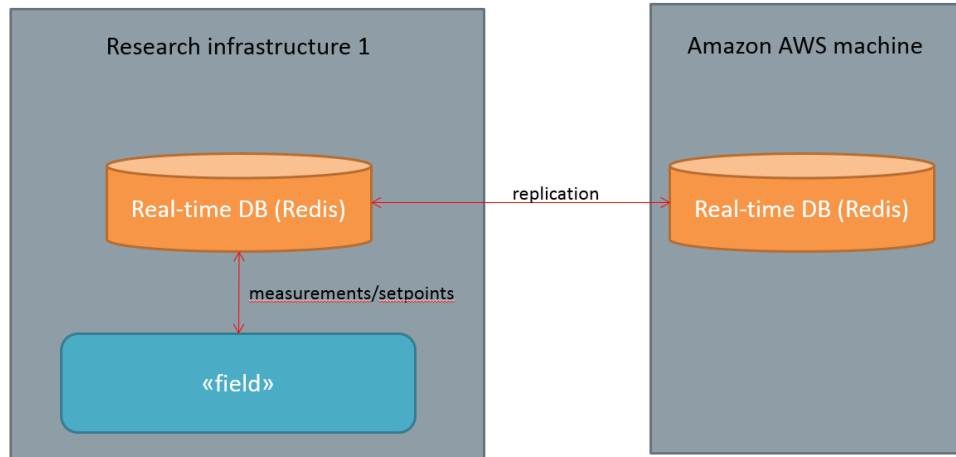 Research infrastructure 1
Amazon AWS machine
Real-time DB (Redis)
replication
Real-time DB (Redis)
measurements/setpoints
«field»